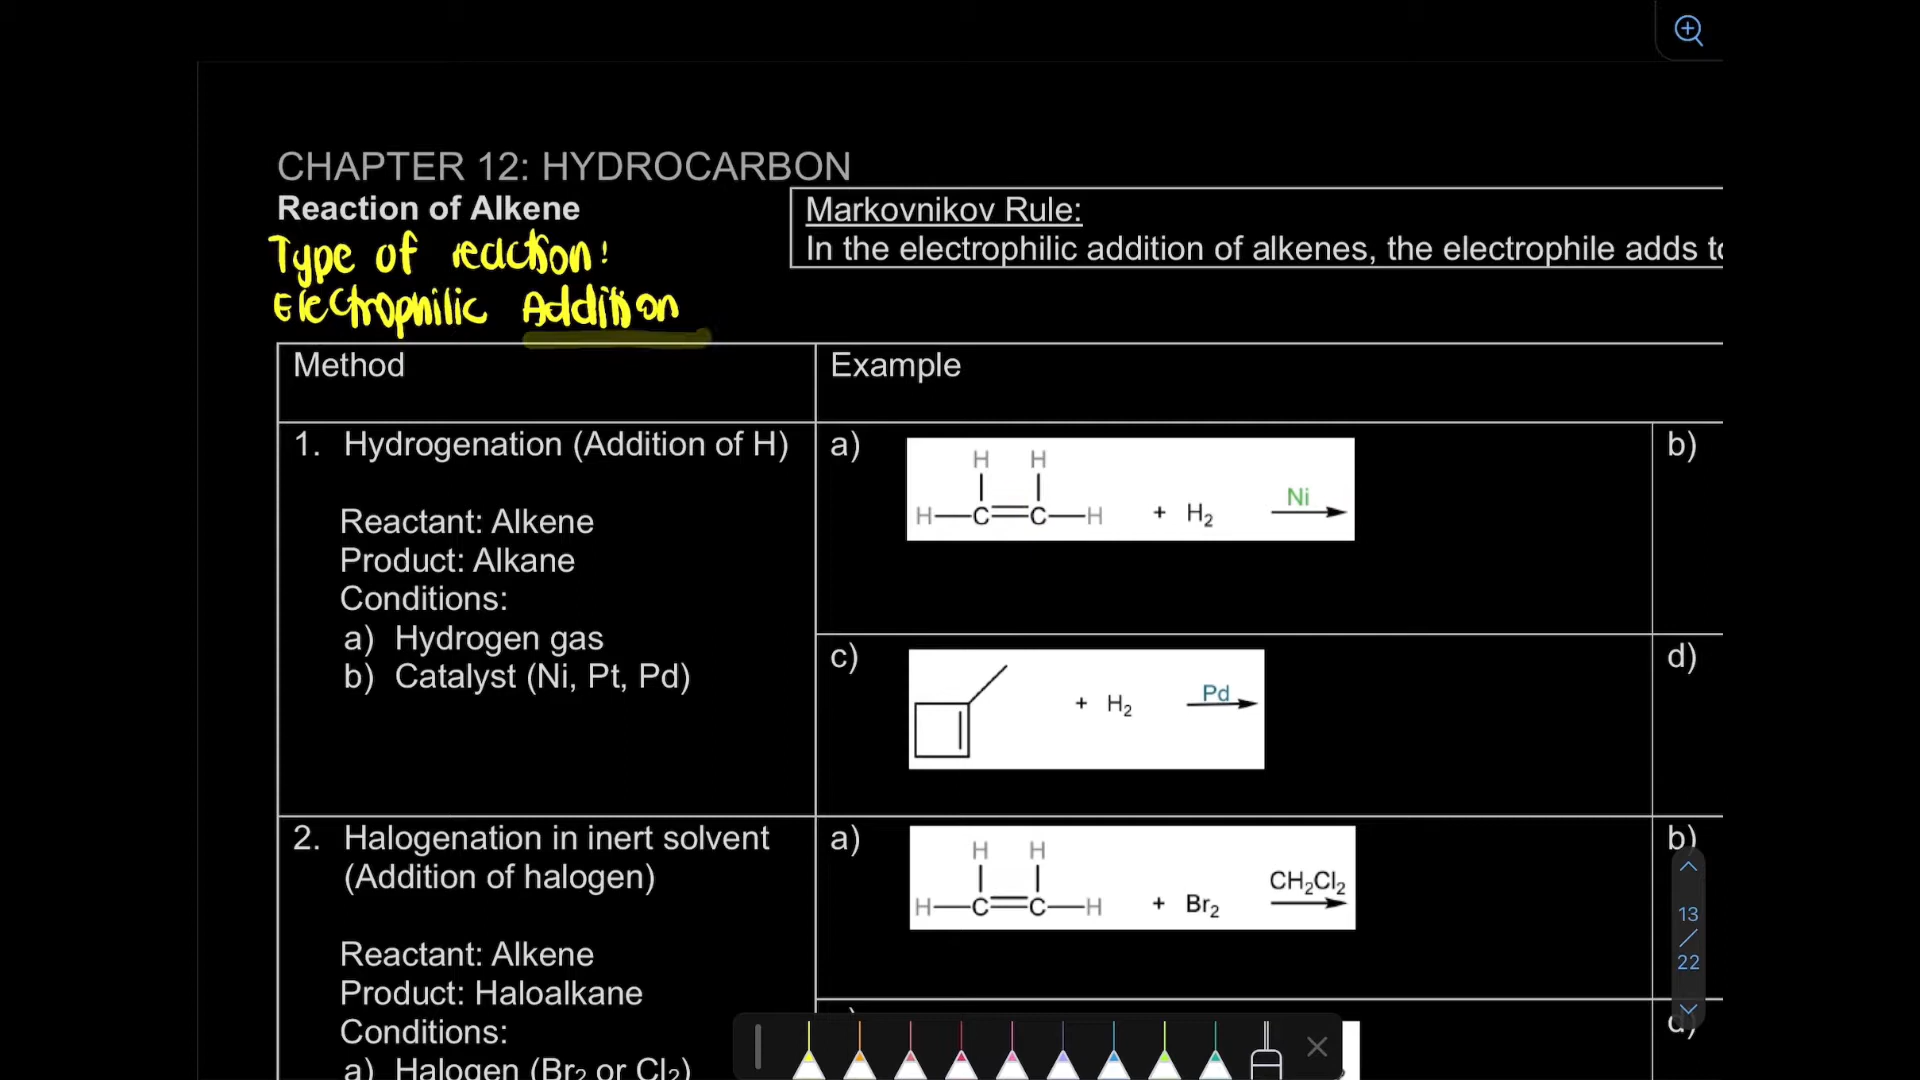 CHAPTER 12: HYDROCARBON
Reaction of Alkene
Type of reaction:
Electrophilic Addition
Markovnikov Rule:
In the electrophilic addition of alkenes, the electrophile adds to
Method
Example
1. Hydrogenation (Addition of H)
Reactant: Alkene
Product: Alkane
Conditions:
a) Hydrogen gas
b) Catalyst (Ni, Pt, Pd)
a)
H H
H C C H + H₂ Ni
b)
c)
+ H₂ Pd
d)
2. Halogenation in inert solvent
(Addition of halogen)
Reactant: Alkene
Product: Haloalkane
Conditions:
a) Halogen (Br₂ or Cl₂)
a)
H H
H C C H + Br₂ CH₂Cl₂
b)
d)
13
/
22